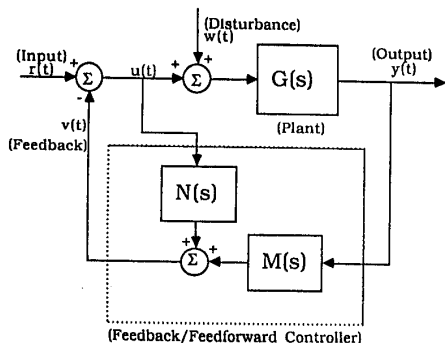 (Disturbance)
w(t)
(Input)
r(t)
+
Σ
-
u(t)
+
+
Σ
G(s)
(Plant)
(Output)
y(t)
v(t)
(Feedback)
N(s)
+
+
Σ
M(s)
(Feedback/Feedforward Controller)